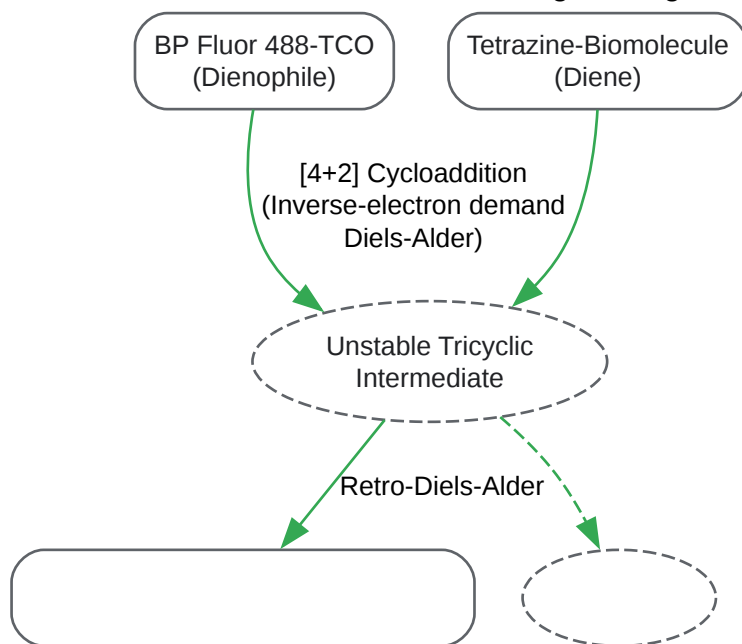 BP Fluor 488-TCO
(Dienophile)
Tetrazine-Biomolecule
(Diene)
[4+2] Cycloaddition
(Inverse-electron demand
Diels-Alder)
Unstable Tricyclic
Intermediate
Retro-Diels-Alder